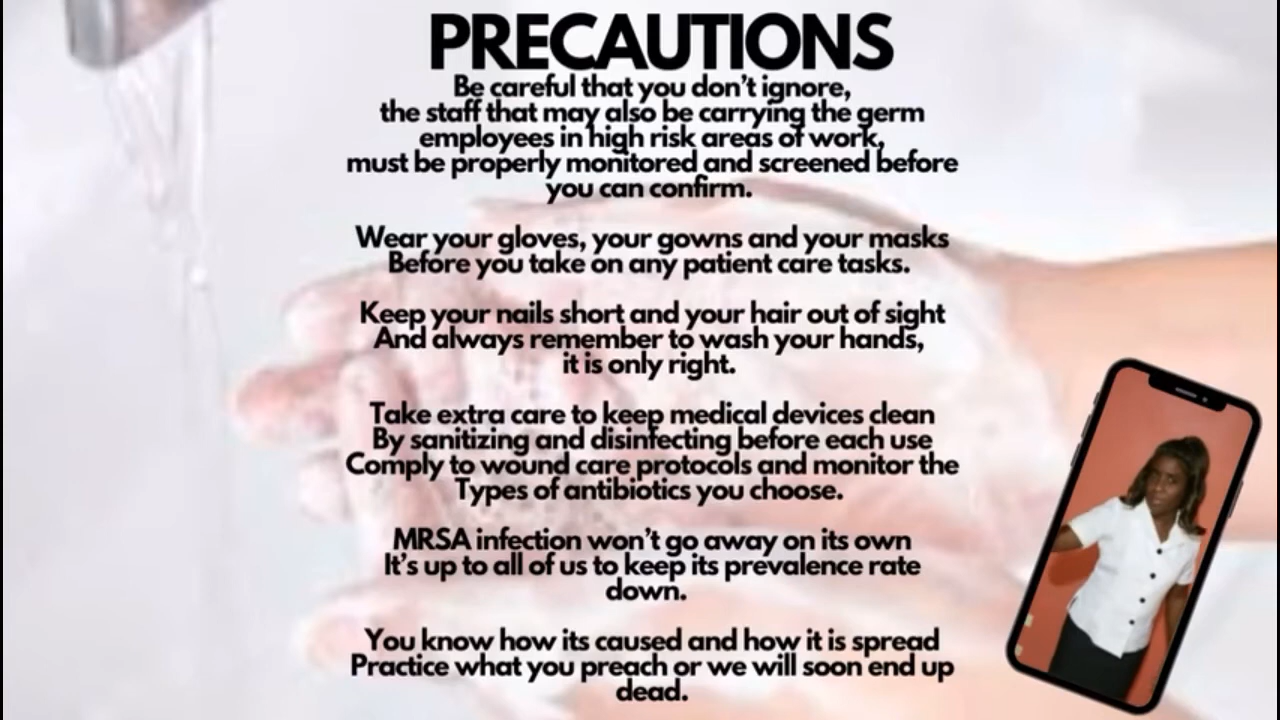 PRECAUTIONS
Be careful that you don't ignore,
the staff that may also be carrying the germ
employees in high risk areas of work,
must be properly monitored and screened before
you can confirm.
Wear your gloves, your gowns and your masks
Before you take on any patient care tasks.
Keep your nails short and your hair out of sight
And always remember to wash your hands,
it is only right.
Take extra care to keep medical devices clean
By sanitizing and disinfecting before each use
Comply to wound care protocols and monitor the
Types of antibiotics you choose.
MRSA infection won't go away on its own
It's up to all of us to keep its prevalence rate
down.
You know how its caused and how it is spread
Practice what you preach or we will soon end up
dead.